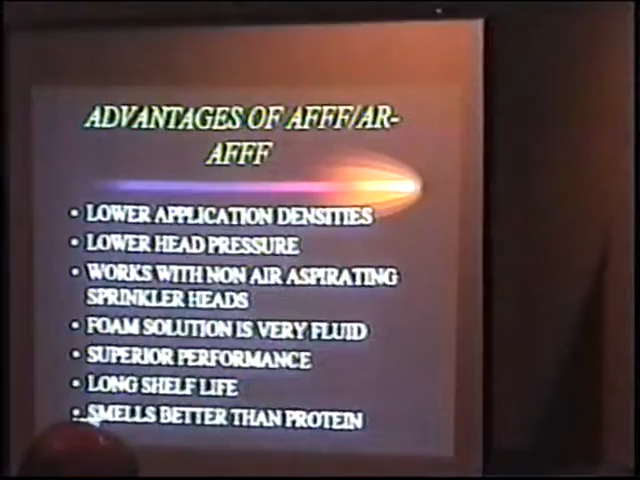 ADVANTAGES OF AFFF/AR-
AFFF
• LOWER APPLICATION DENSITIES
• LOWER HEAD PRESSURE
• WORKS WITH NON AIR ASPIRATING
SPRINKLER HEADS
• FOAM SOLUTION IS VERY FLUID
• SUPERIOR PERFORMANCE
• LONG SHELF LIFE
• SMELLS BETTER THAN PROTEIN